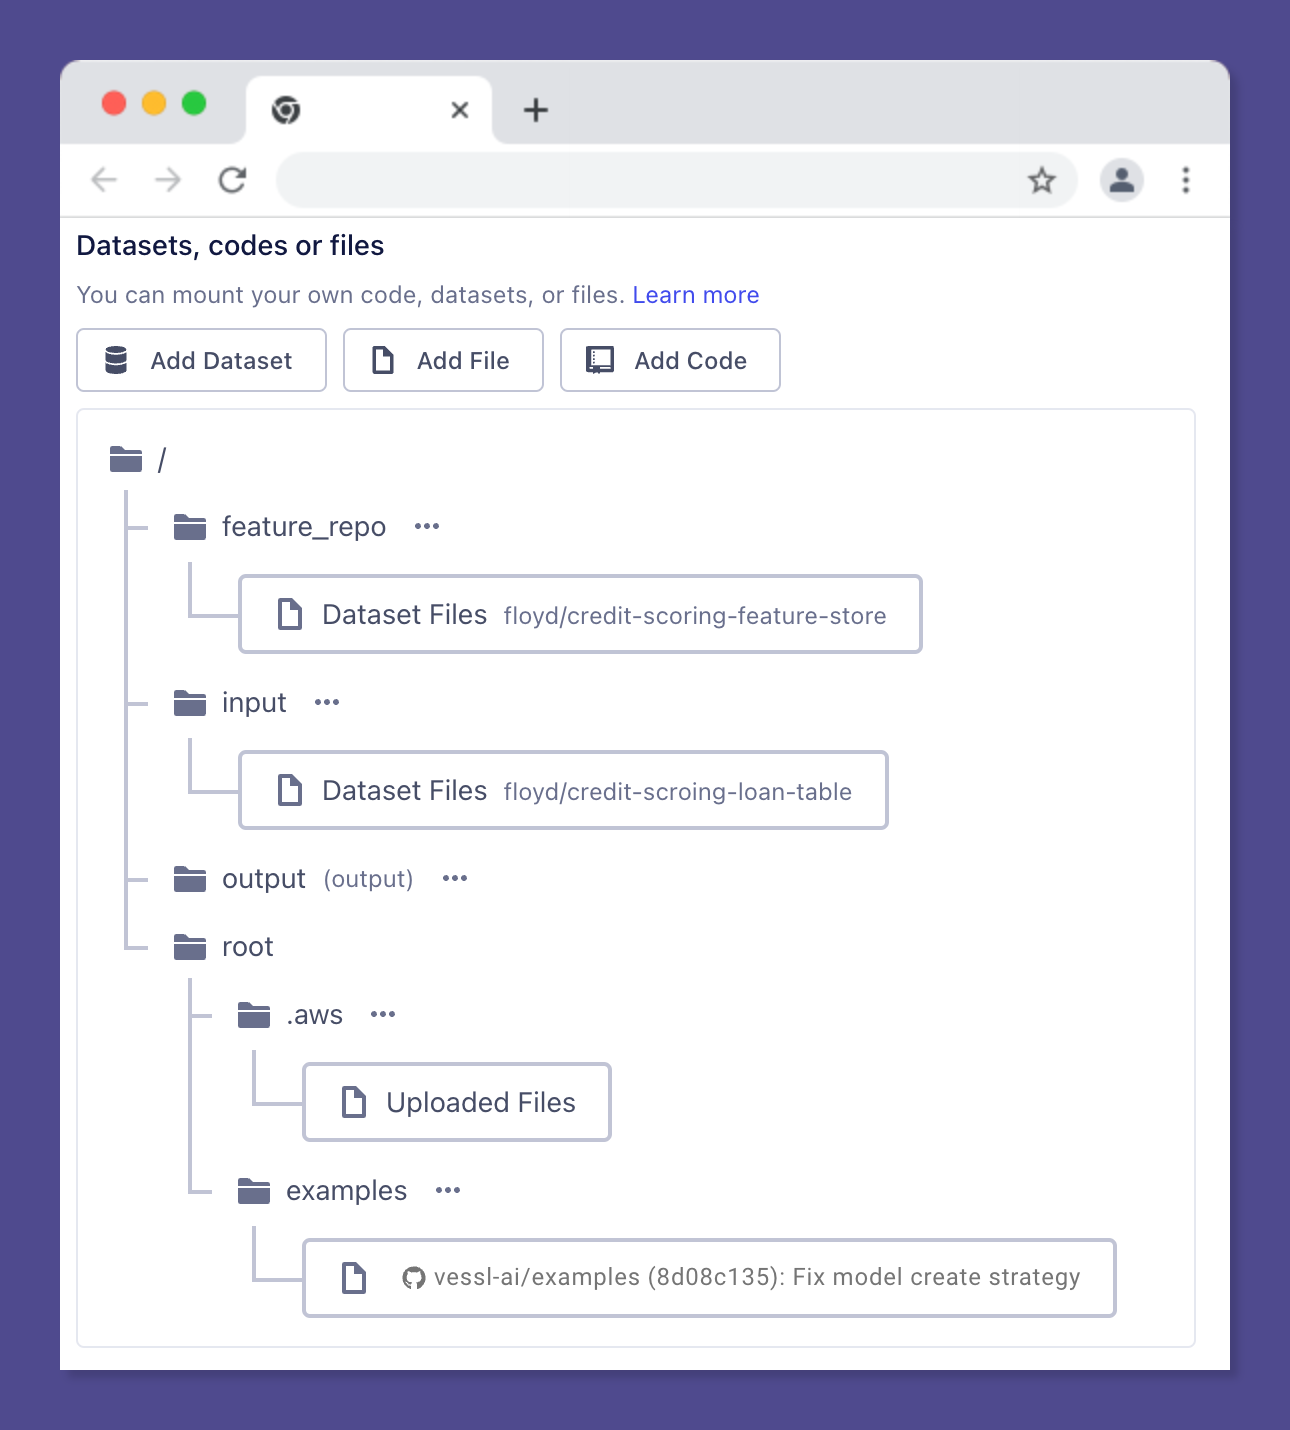 Datasets, codes or files
You can mount your own code, datasets, or files. Learn more
Add Dataset Add File Add Code
/
feature_repo
Dataset Files floyd/credit-scoring-feature-store
input
Dataset Files floyd/credit-scroing-loan-table
output (output)
root
.aws
Uploaded Files
examples
vessl-ai/examples (8d08c135): Fix model create strategy